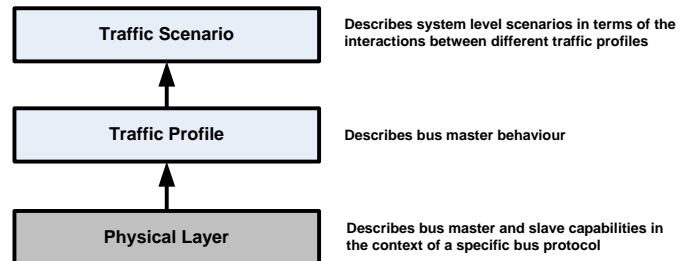 Traffic Scenario
Describes system level scenarios in terms of the
interactions between different traffic profiles
Traffic Profile
Describes bus master behaviour
Physical Layer
Describes bus master and slave capabilities in
the context of a specific bus protocol